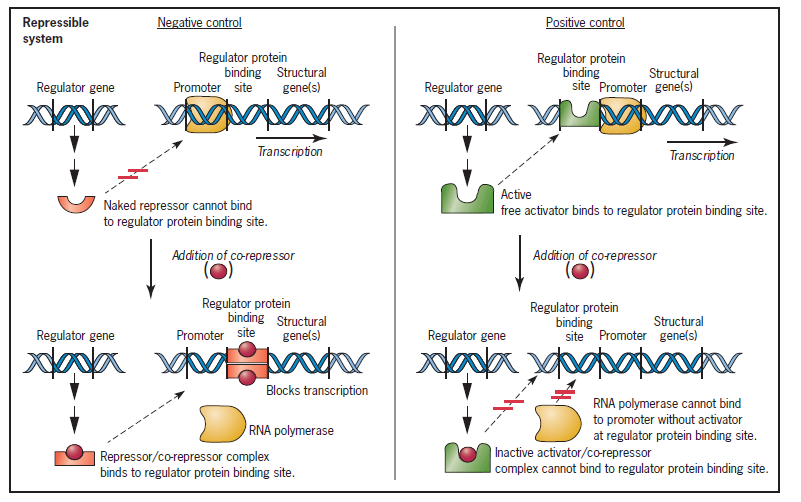 Repressible
system
Negative control
Regulator protein
binding
site
Structural
gene(s)
Regulator gene
Promoter
Transcription
Naked repressor cannot bind
to regulator protein binding site.
Addition of co-repressor
( )
Regulator protein
binding
site
Structural
gene(s)
Regulator gene
Promoter
Blocks transcription
RNA polymerase
Repressor/co-repressor complex
binds to regulator protein binding site.
Positive control
Regulator protein
binding
site
Structural
gene(s)
Regulator gene
Promoter
Transcription
Active
free activator binds to regulator protein binding site.
Addition of co-repressor
( )
Regulator protein
binding
site
Structural
gene(s)
Regulator gene
Promoter
RNA polymerase cannot bind
to promoter without activator
at regulator protein binding site.
Inactive activator/co-repressor
complex cannot bind to regulator protein binding site.